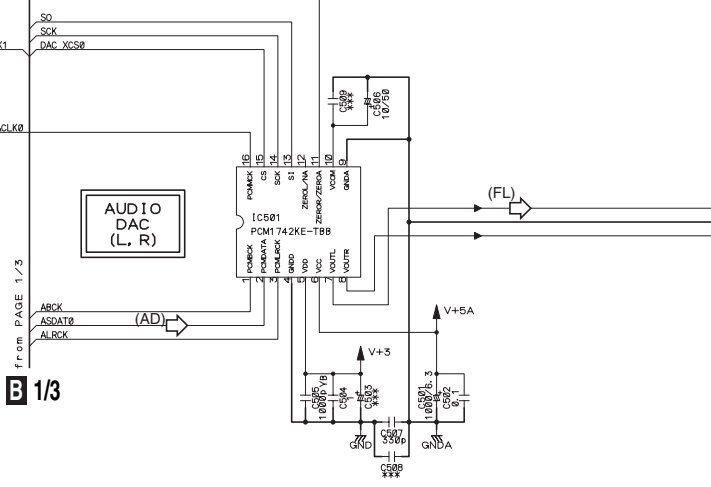 SO
SCK
K1
DAC XCS0
ACLK0
C509
***
C506
10/50
16
15
14
13
12
11
10
9
PCMMCK
CS
SCK
SI
ZEROL/NA
ZEROR/ZEROA
VCOM
GNDA
IC501
PCM1742KE-TBB
AUDIO
DAC
(L, R)
(FL)
PCMBCK
PCMDATA
PCMLRCK
GNDD
VDD
VCC
VOUTL
VOUTR
1
2
3
4
5
6
7
8
from PAGE 1/3
ABCK
ASDAT0
(AD)
ALRCK
V+5A
V+3
B 1/3
C505
1000p YB
C504
1
C503
***
C501
1000/6.3
C502
0.1
C507
330p
GND
GNDA
C508
***